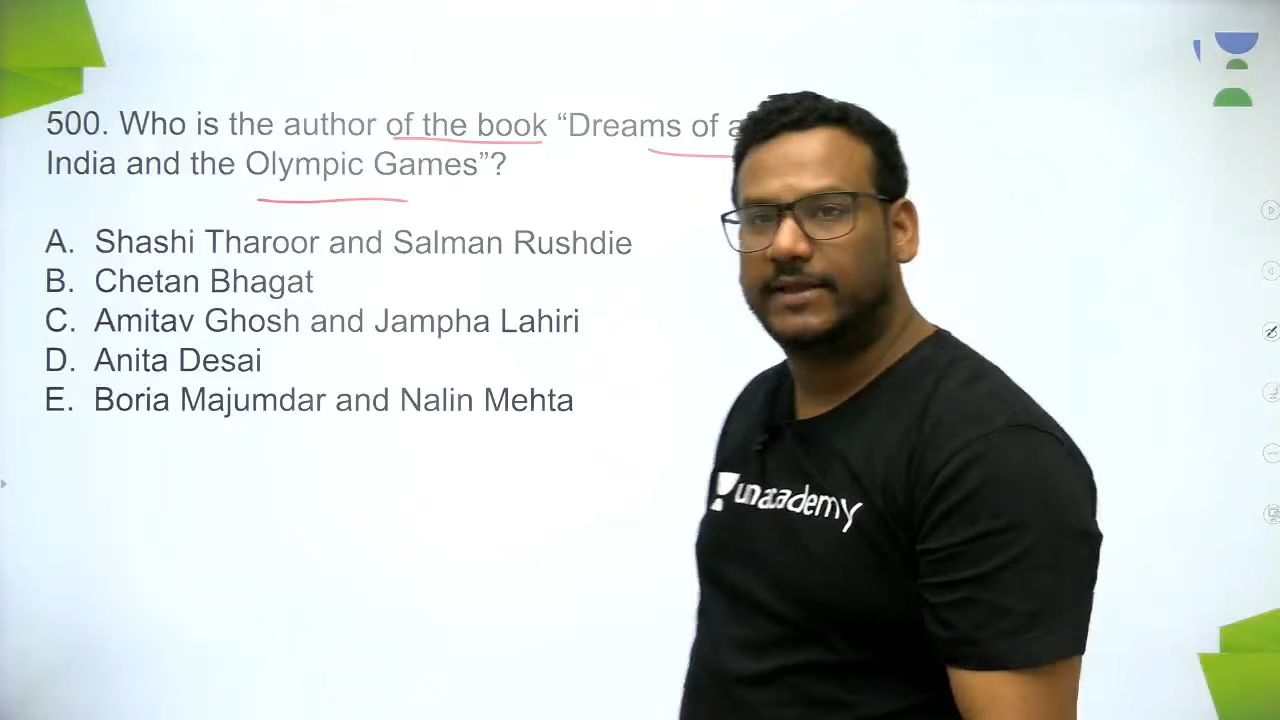 500. Who is the author of the book “Dreams of a
India and the Olympic Games”?
A. Shashi Tharoor and Salman Rushdie
B. Chetan Bhagat
C. Amitav Ghosh and Jampha Lahiri
D. Anita Desai
E. Boria Majumdar and Nalin Mehta
unacademy